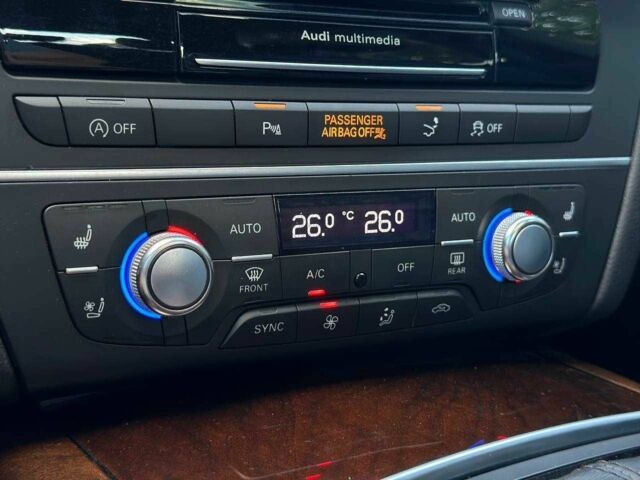 OPEN
Audi multimedia
A OFF
P
PASSENGER
AIRBAG OFF
OFF
AUTO
26.0 °C 26.0
AUTO
FRONT
A/C
OFF
REAR
SYNC